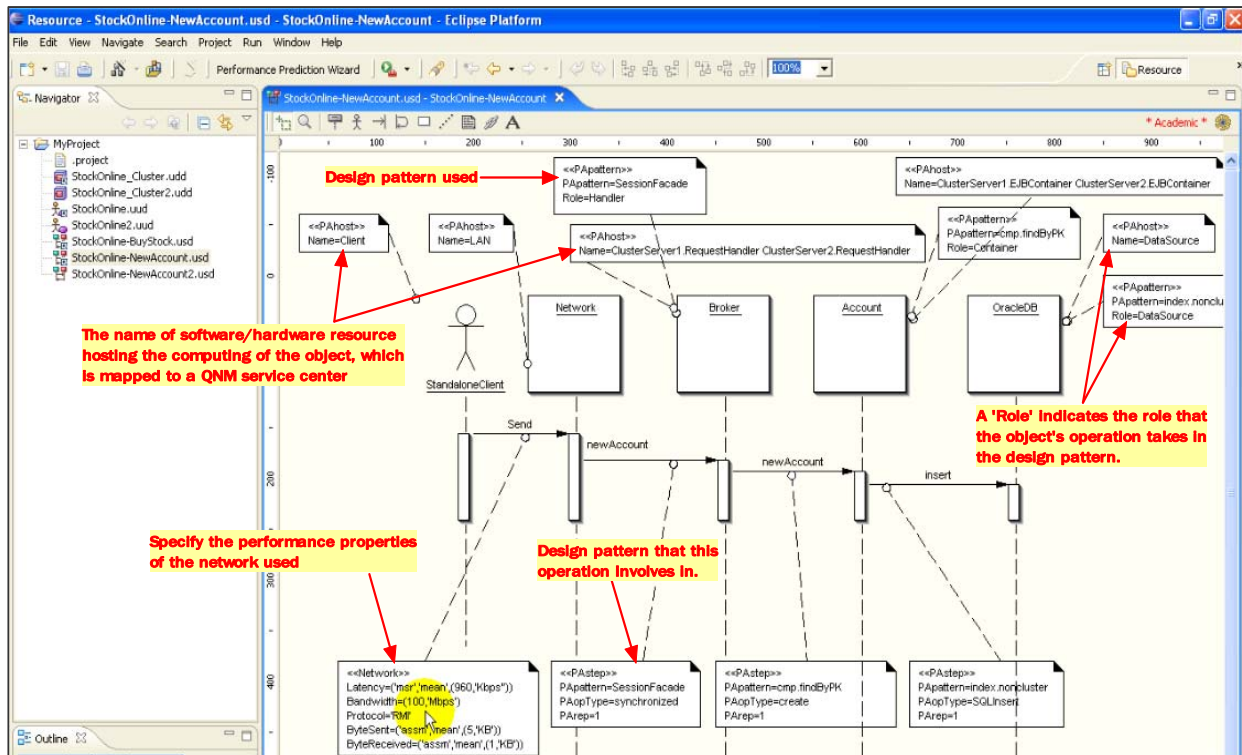 Resource - StockOnline-NewAccount.usd - StockOnline-NewAccount - Eclipse Platform
File Edit View Navigate Search Project Run Window Help
Performance Prediction Wizard
100%
Resource
Navigator
StockOnline-NewAccount.usd - StockOnline-NewAccount
* Academic *
MyProject
.project
StockOnline_Cluster.udd
StockOnline_Cluster2.udd
StockOnline.uud
StockOnline2.uud
StockOnline-BuyStock.usd
StockOnline-NewAccount.usd
StockOnline-NewAccount2.usd
Outline
0 100 200 300 400 500 600 700 800 900
-100
0
200
300
400
Design pattern used
<<PApattern>>
PApattern=SessionFacade
Role=Handler
<<PAhost>>
Name=ClusterServer1.EJBContainer ClusterServer2.EJBContainer
<<PAhost>>
Name=Client
<<PAhost>>
Name=LAN
<<PAhost>>
Name=ClusterServer1.RequestHandler ClusterServer2.RequestHandler
<<PApattern>>
PApattern=cmp.findByPK
Role=Container
<<PAhost>>
Name=DataSource
<<PApattern>>
PApattern=index.nonclu
Role=DataSource
Network
Broker
Account
OracleDB
The name of software/hardware resource
hosting the computing of the object, which
is mapped to a QNM service center
StandaloneClient
A 'Role' indicates the role that
the object's operation takes in
the design pattern.
Send
newAccount
newAccount
insert
Specify the performance properties
of the network used
Design pattern that this
operation involves in.
<<Network>>
Latency=('msr','mean',(960,'Kbps"))
Bandwidth=(100,'Mbps')
Protocol='RMI'
ByteSent=('assm','mean',(5,'KB'))
ByteReceived=('assm','mean',(1,'KB'))
<<PAstep>>
PApattern=SessionFacade
PAopType=synchronized
PArep=1
<<PAstep>>
PApattern=cmp.findByPK
PAopType=create
PArep=1
<<PAstep>>
PApattern=index.noncluster
PAopType=SQLInsert
PArep=1